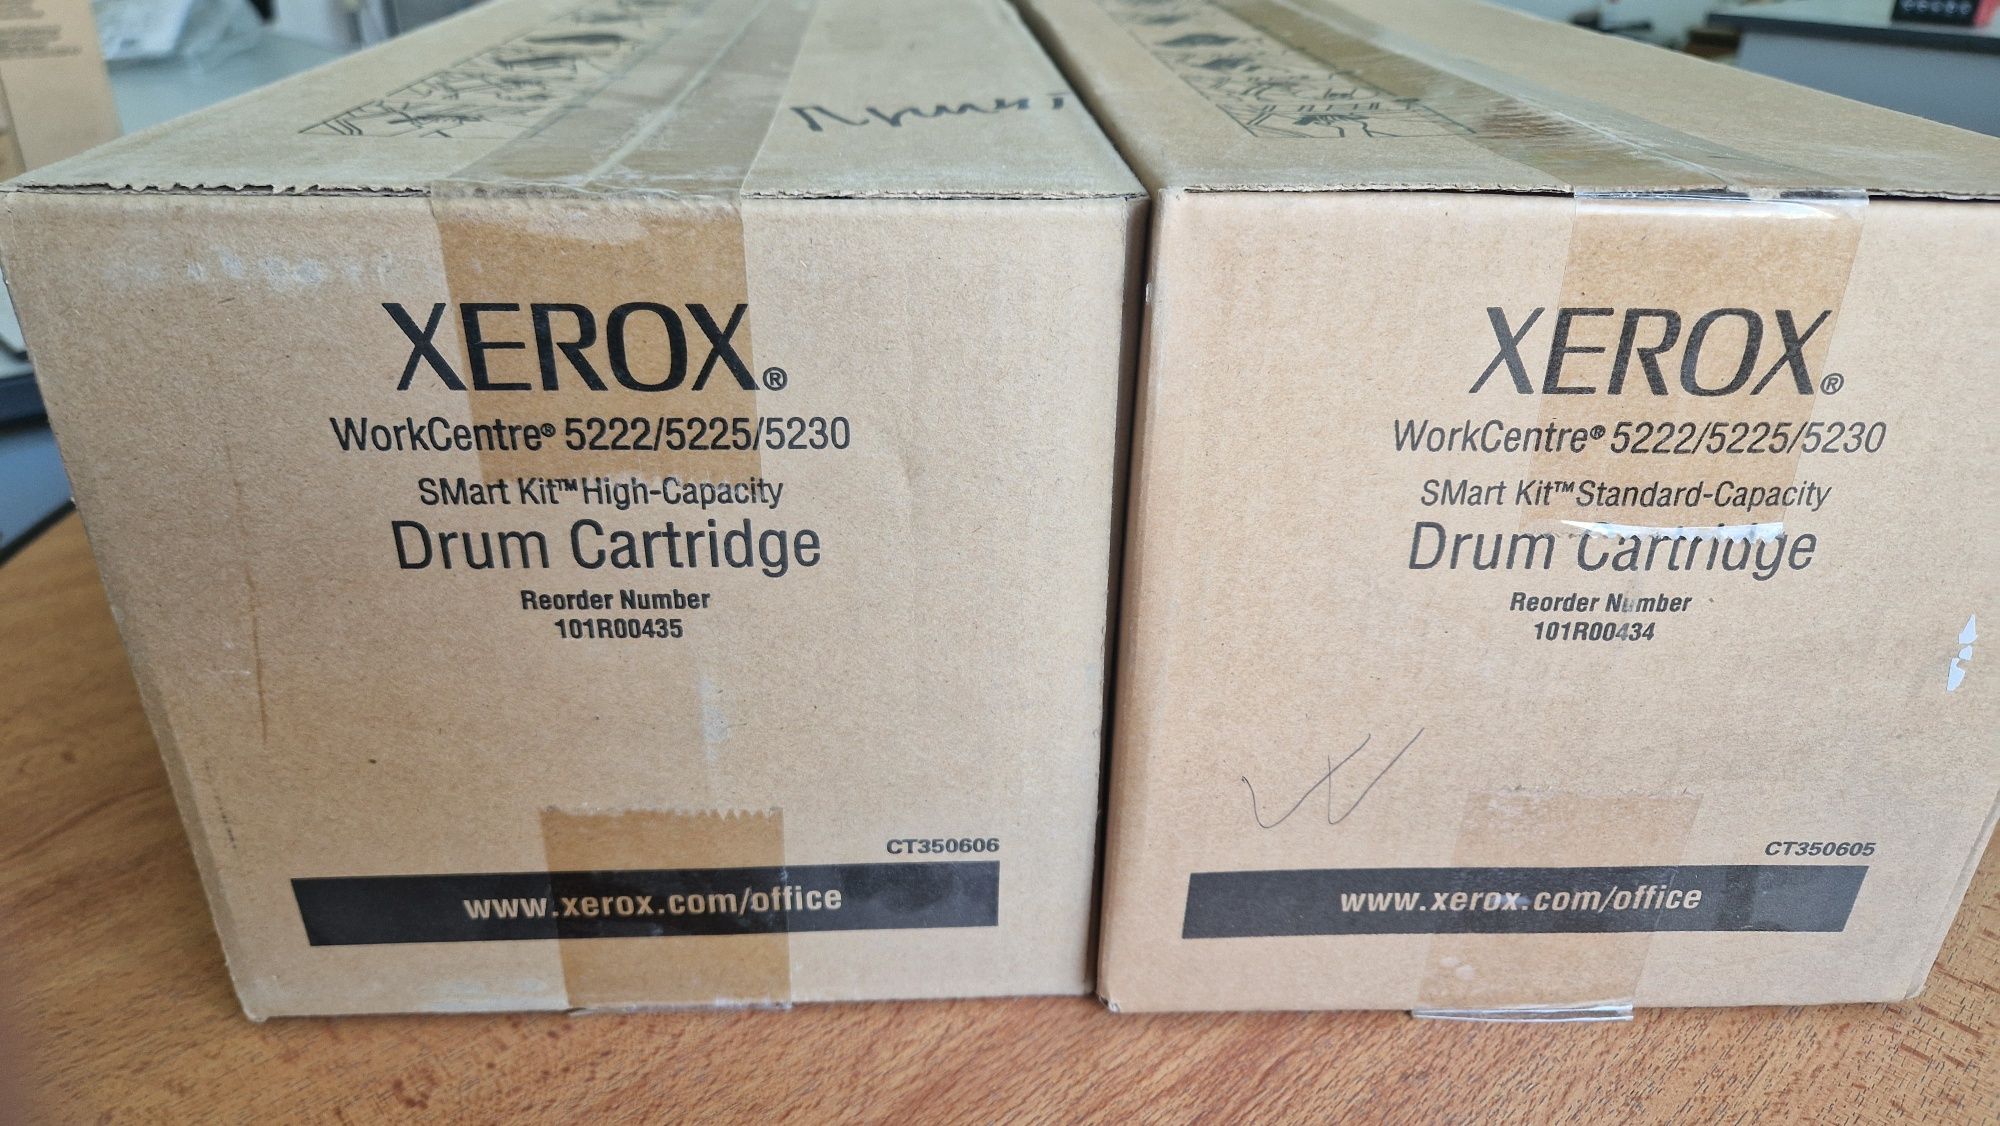 XEROX®
WorkCentre® 5222/5225/5230
SMart Kit™ High-Capacity
Drum Cartridge
Reorder Number
101R00435
CT350606
www.xerox.com/office
XEROX®
WorkCentre® 5222/5225/5230
SMart Kit™ Standard-Capacity
Drum Cartridge
Reorder Number
101R00434
CT350605
www.xerox.com/office